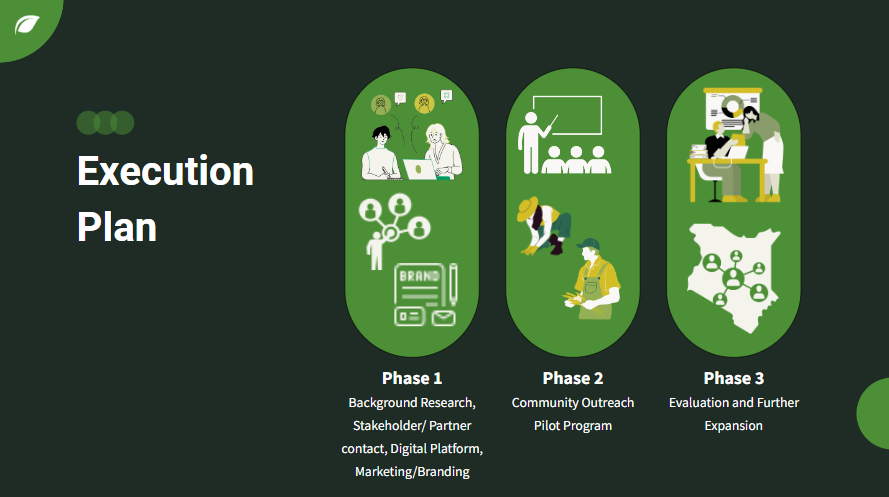 Execution
Plan
BRAND
Phase 1
Background Research,
Stakeholder/ Partner
contact, Digital Platform,
Marketing/Branding
Phase 2
Community Outreach
Pilot Program
Phase 3
Evaluation and Further
Expansion